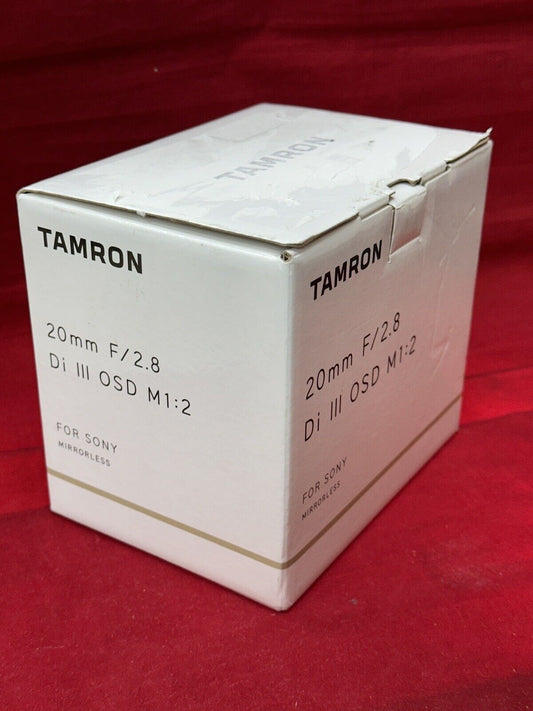 TAMRON
TAMRON
20mm F/2.8
Di III OSD M1:2
FOR SONY
MIRRORLESS
TAMRON
20mm F/2.8
Di III OSD M1:2
FOR SONY
MIRRORLESS